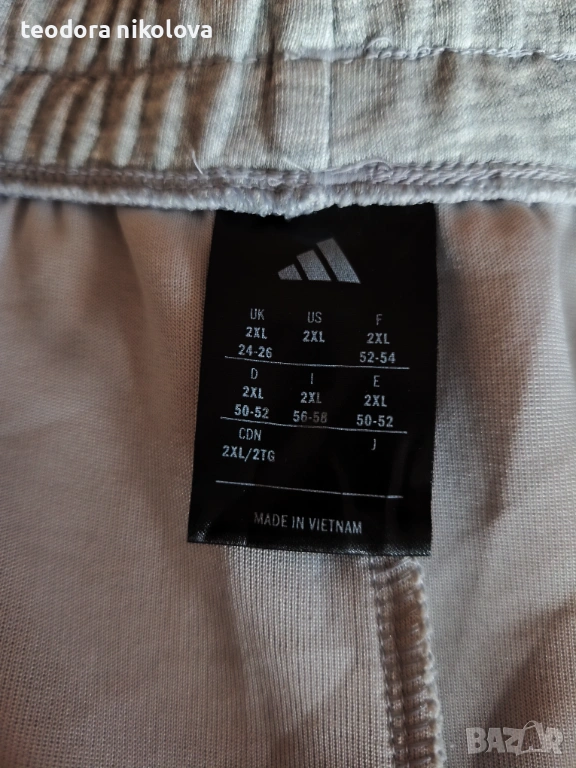 teodora nikolova
UK US F
2XL 2XL 2XL
24-26 52-54
D I E
2XL 2XL 2XL
50-52 56-58 50-52
CDN J
2XL/2TG
MADE IN VIETNAM
BAZAR